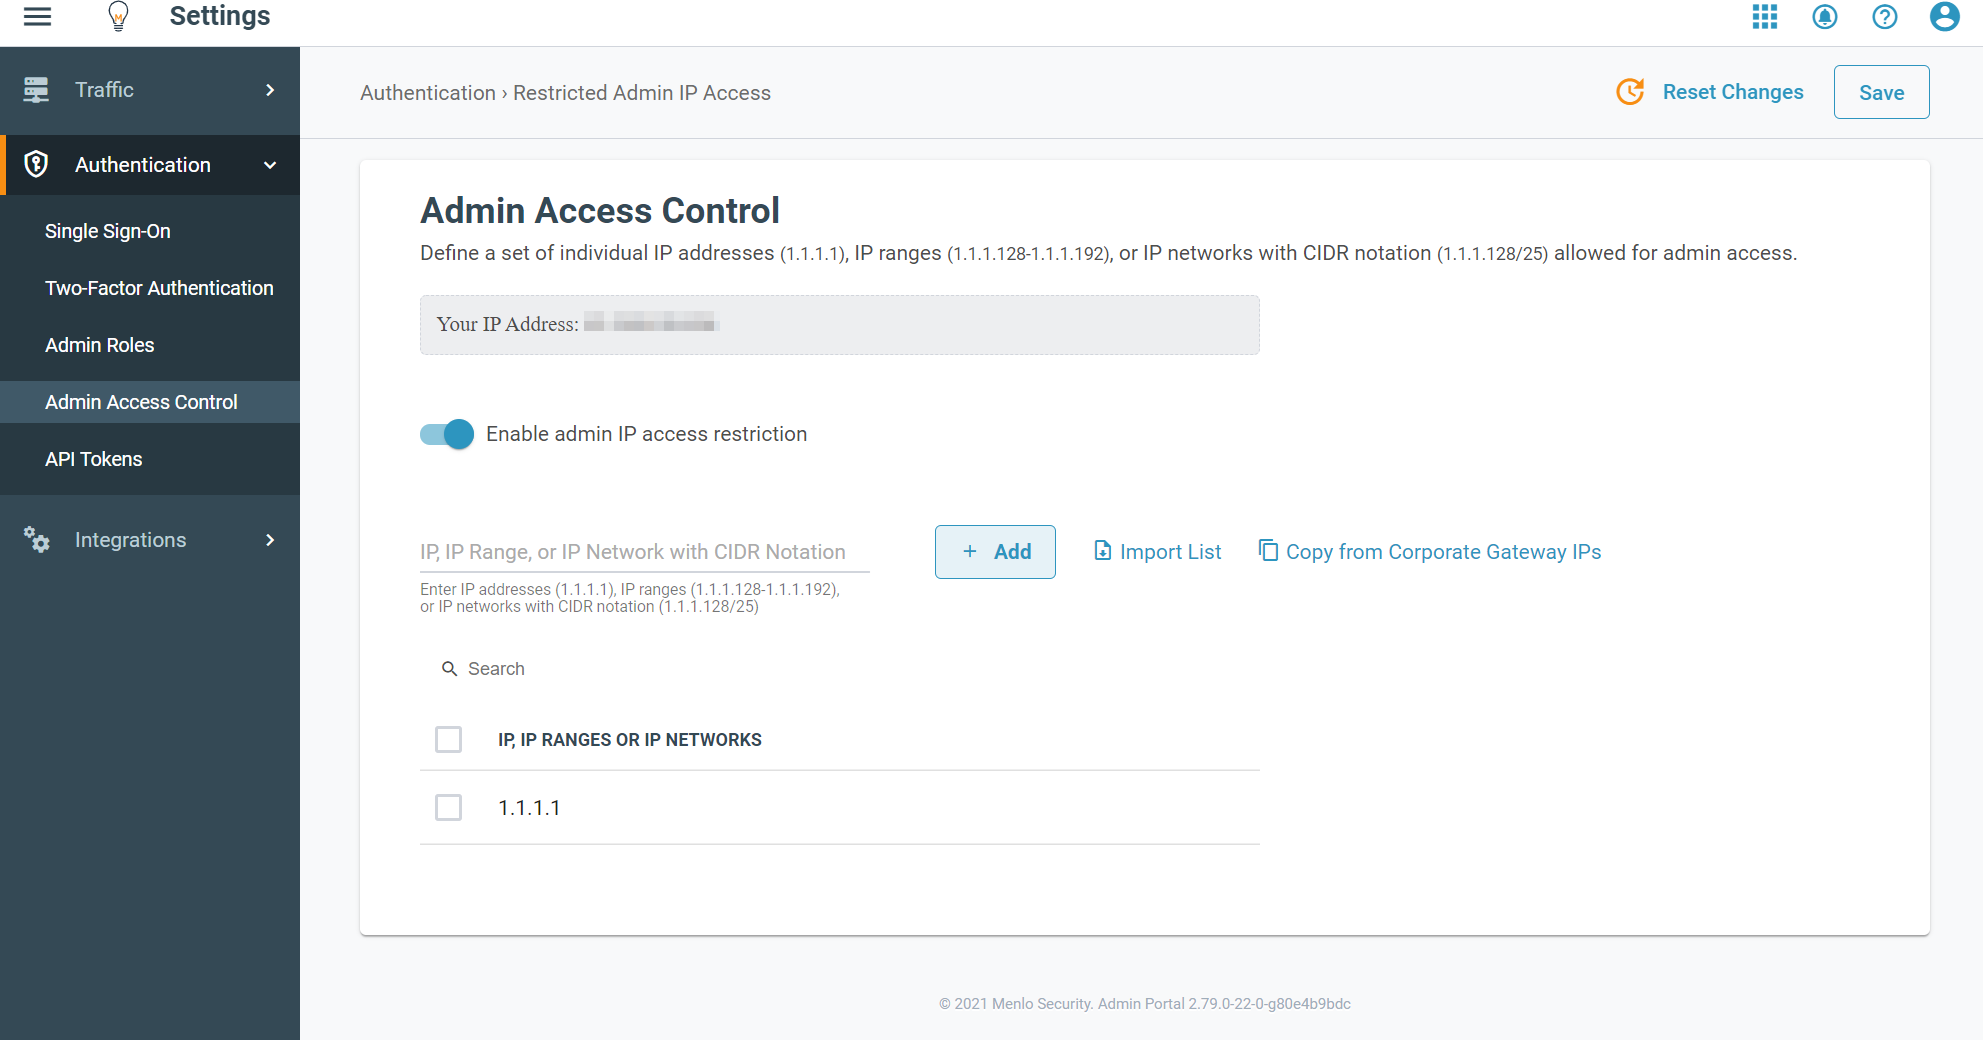 Settings
Traffic
Authentication
Single Sign-On
Two-Factor Authentication
Admin Roles
Admin Access Control
API Tokens
Integrations
Authentication › Restricted Admin IP Access
Reset Changes
Save
Admin Access Control
Define a set of individual IP addresses (1.1.1.1), IP ranges (1.1.1.128-1.1.1.192), or IP networks with CIDR notation (1.1.1.128/25) allowed for admin access.
Your IP Address:
Enable admin IP access restriction
IP, IP Range, or IP Network with CIDR Notation
+ Add
Import List
Copy from Corporate Gateway IPs
Enter IP addresses (1.1.1.1), IP ranges (1.1.1.128-1.1.1.192),
or IP networks with CIDR notation (1.1.1.128/25)
Search
IP, IP RANGES OR IP NETWORKS
1.1.1.1
© 2021 Menlo Security. Admin Portal 2.79.0-22-0-g80e4b9bdc